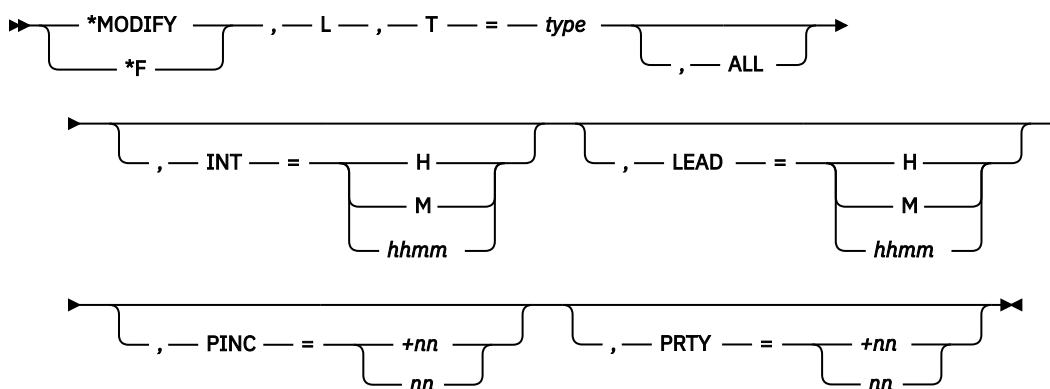 *MODIFY , L , T = type
*F , ALL
, INT = H , LEAD = H
M M
hhmm hhmm
, PINC = +nn , PRTY = +nn
nn nn